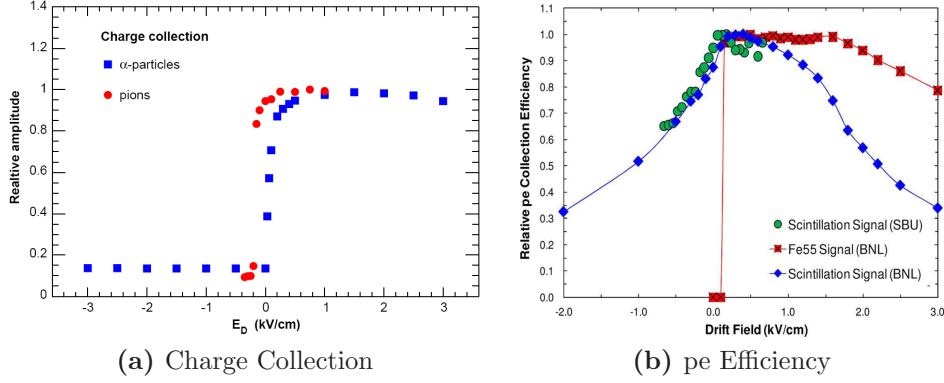 1.4
1.2
1
0.8
0.6
0.4
0.2
0
Realtive amplitude
Charge collection
α-particles
pions
-3 -2 -1 0 1 2 3
E_D (kV/cm)
(a) Charge Collection
1.1
1.0
0.9
0.8
0.7
0.6
0.5
0.4
0.3
0.2
0.1
0.0
Relative pe Collection Efficiency
Scintillation Signal (SBU)
Fe55 Signal (BNL)
Scintillation Signal (BNL)
-2.0 -1.0 0.0 1.0 2.0 3.0
Drift Field (kV/cm)
(b) pe Efficiency